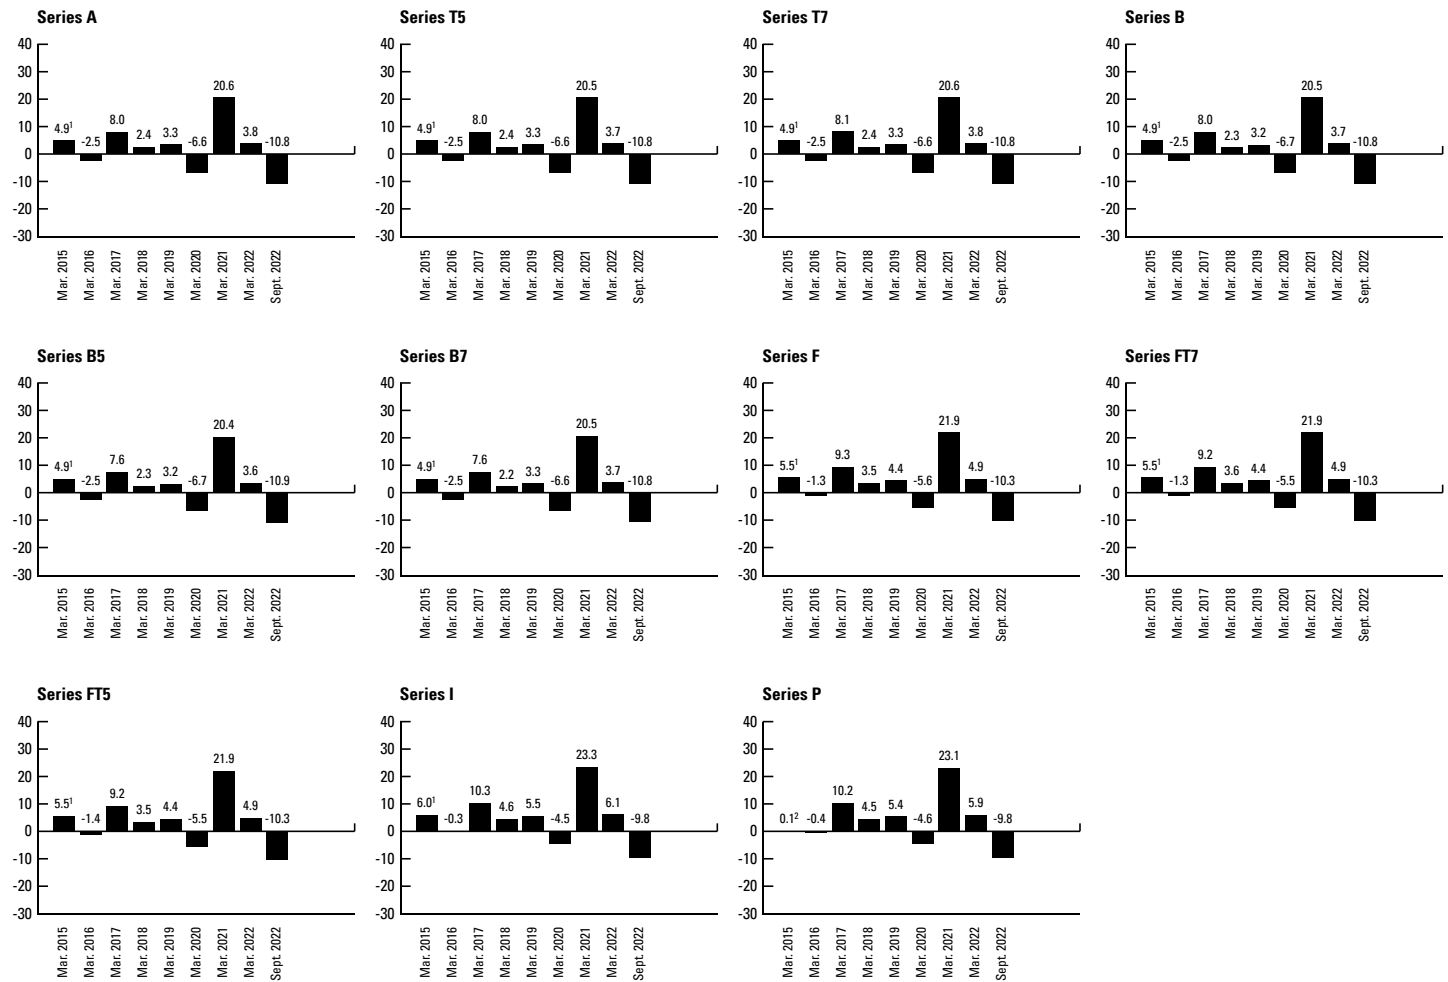 Series A
40
30
20
10
0
-10
-20
-30
4.9¹ -2.5 8.0 2.4 3.3 -6.6 20.6 3.8 -10.8
Mar. 2015
Mar. 2016
Mar. 2017
Mar. 2018
Mar. 2019
Mar. 2020
Mar. 2021
Mar. 2022
Sept. 2022
Series T5
40
30
20
10
0
-10
-20
-30
4.9¹ -2.5 8.0 2.4 3.3 -6.6 20.5 3.7 -10.8
Mar. 2015
Mar. 2016
Mar. 2017
Mar. 2018
Mar. 2019
Mar. 2020
Mar. 2021
Mar. 2022
Sept. 2022
Series T7
40
30
20
10
0
-10
-20
-30
4.9¹ -2.5 8.1 2.4 3.3 -6.6 20.6 3.8 -10.8
Mar. 2015
Mar. 2016
Mar. 2017
Mar. 2018
Mar. 2019
Mar. 2020
Mar. 2021
Mar. 2022
Sept. 2022
Series B
40
30
20
10
0
-10
-20
-30
4.9¹ -2.5 8.0 2.3 3.2 -6.7 20.5 3.7 -10.8
Mar. 2015
Mar. 2016
Mar. 2017
Mar. 2018
Mar. 2019
Mar. 2020
Mar. 2021
Mar. 2022
Sept. 2022
Series B5
40
30
20
10
0
-10
-20
-30
4.9¹ -2.5 7.6 2.3 3.2 -6.7 20.4 3.6 -10.9
Mar. 2015
Mar. 2016
Mar. 2017
Mar. 2018
Mar. 2019
Mar. 2020
Mar. 2021
Mar. 2022
Sept. 2022
Series B7
40
30
20
10
0
-10
-20
-30
4.9¹ -2.5 7.6 2.2 3.3 -6.6 20.5 3.7 -10.8
Mar. 2015
Mar. 2016
Mar. 2017
Mar. 2018
Mar. 2019
Mar. 2020
Mar. 2021
Mar. 2022
Sept. 2022
Series F
40
30
20
10
0
-10
-20
-30
5.5¹ -1.3 9.3 3.5 4.4 -5.6 21.9 4.9 -10.3
Mar. 2015
Mar. 2016
Mar. 2017
Mar. 2018
Mar. 2019
Mar. 2020
Mar. 2021
Mar. 2022
Sept. 2022
Series FT7
40
30
20
10
0
-10
-20
-30
5.5¹ -1.3 9.2 3.6 4.4 -5.5 21.9 4.9 -10.3
Mar. 2015
Mar. 2016
Mar. 2017
Mar. 2018
Mar. 2019
Mar. 2020
Mar. 2021
Mar. 2022
Sept. 2022
Series FT5
40
30
20
10
0
-10
-20
-30
5.5¹ -1.4 9.2 3.5 4.4 -5.5 21.9 4.9 -10.3
Mar. 2015
Mar. 2016
Mar. 2017
Mar. 2018
Mar. 2019
Mar. 2020
Mar. 2021
Mar. 2022
Sept. 2022
Series I
40
30
20
10
0
-10
-20
-30
6.0¹ -0.3 10.3 4.6 5.5 -4.5 23.3 6.1 -9.8
Mar. 2015
Mar. 2016
Mar. 2017
Mar. 2018
Mar. 2019
Mar. 2020
Mar. 2021
Mar. 2022
Sept. 2022
Series P
40
30
20
10
0
-10
-20
-30
0.1² -0.4 10.2 4.5 5.4 -4.6 23.1 5.9 -9.8
Mar. 2015
Mar. 2016
Mar. 2017
Mar. 2018
Mar. 2019
Mar. 2020
Mar. 2021
Mar. 2022
Sept. 2022